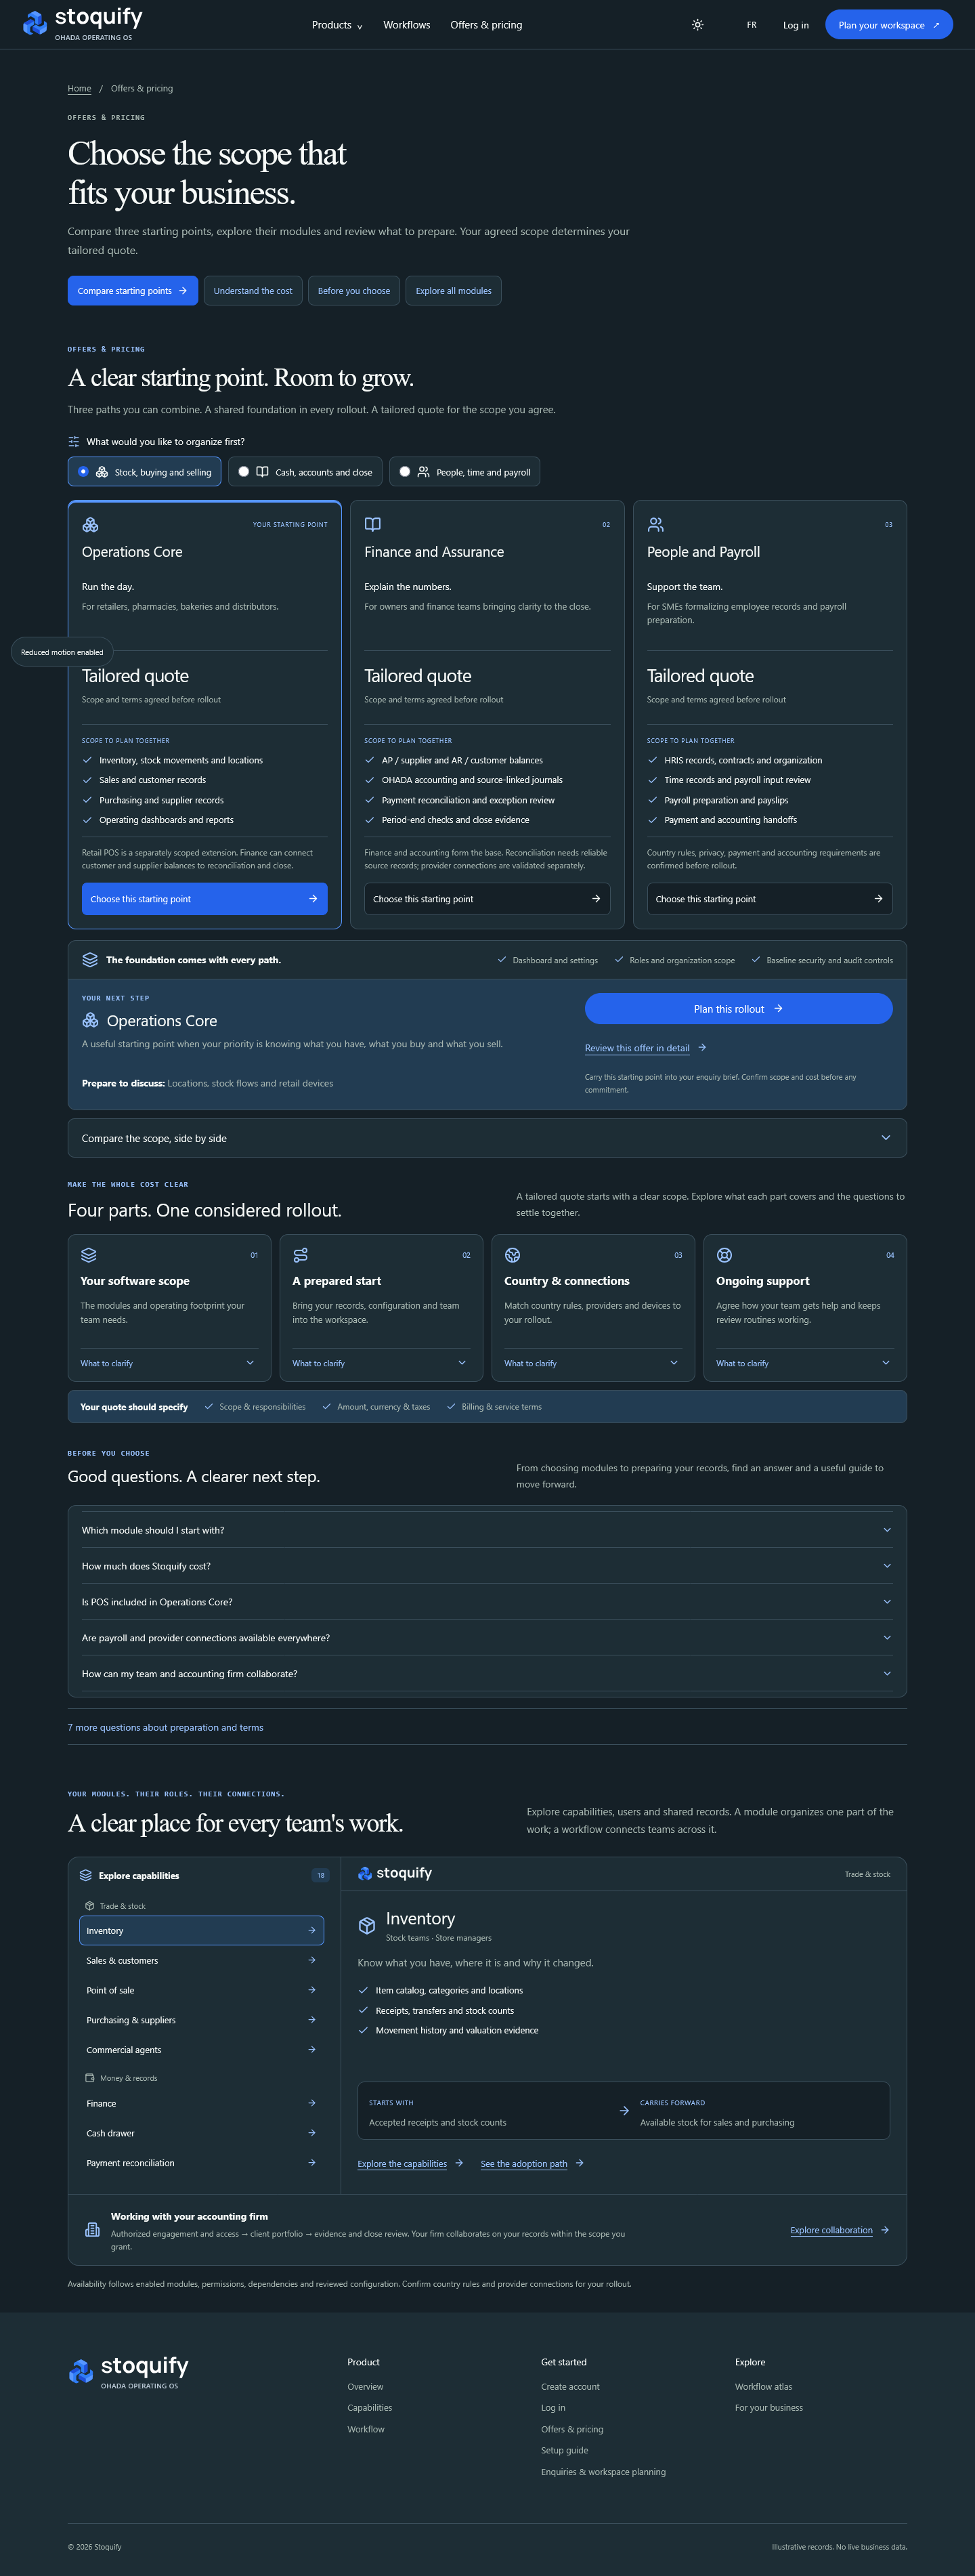 stoquify
OHADA OPERATING OS
Products
Workflows
Offers & pricing
FR
Log in
Plan your workspace ↗
Home / Offers & pricing
OFFERS & PRICING
Choose the scope that
fits your business.
Compare three starting points, explore their modules and review what to prepare. Your agreed scope determines your
tailored quote.
Compare starting points →
Understand the cost
Before you choose
Explore all modules
OFFERS & PRICING
A clear starting point. Room to grow.
Three paths you can combine. A shared foundation in every rollout. A tailored quote for the scope you agree.
What would you like to organize first?
Stock, buying and selling
Cash, accounts and close
People, time and payroll
YOUR STARTING POINT
Operations Core
Run the day.
For retailers, pharmacies, bakeries and distributors.
Reduced motion enabled
Tailored quote
Scope and terms agreed before rollout
SCOPE TO PLAN TOGETHER
Inventory, stock movements and locations
Sales and customer records
Purchasing and supplier records
Operating dashboards and reports
Retail POS is a separately scoped extension. Finance can connect
customer and supplier balances to reconciliation and close.
Choose this starting point →
02
Finance and Assurance
Explain the numbers.
For owners and finance teams bringing clarity to the close.
Tailored quote
Scope and terms agreed before rollout
SCOPE TO PLAN TOGETHER
AP / supplier and AR / customer balances
OHADA accounting and source-linked journals
Payment reconciliation and exception review
Period-end checks and close evidence
Finance and accounting form the base. Reconciliation needs reliable
source records; provider connections are validated separately.
Choose this starting point →
03
People and Payroll
Support the team.
For SMEs formalizing employee records and payroll
preparation.
Tailored quote
Scope and terms agreed before rollout
SCOPE TO PLAN TOGETHER
HRIS records, contracts and organization
Time records and payroll input review
Payroll preparation and payslips
Payment and accounting handoffs
Country rules, privacy, payment and accounting requirements are
confirmed before rollout.
Choose this starting point →
The foundation comes with every path.
Dashboard and settings
Roles and organization scope
Baseline security and audit controls
YOUR NEXT STEP
Operations Core
A useful starting point when your priority is knowing what you have, what you buy and what you sell.
Prepare to discuss: Locations, stock flows and retail devices
Plan this rollout →
Review this offer in detail →
Carry this starting point into your enquiry brief. Confirm scope and cost before any
commitment.
Compare the scope, side by side
MAKE THE WHOLE COST CLEAR
Four parts. One considered rollout.
A tailored quote starts with a clear scope. Explore what each part covers and the questions to
settle together.
01
Your software scope
The modules and operating footprint your
team needs.
What to clarify
02
A prepared start
Bring your records, configuration and team
into the workspace.
What to clarify
03
Country & connections
Match country rules, providers and devices to
your rollout.
What to clarify
04
Ongoing support
Agree how your team gets help and keeps
review routines working.
What to clarify
Your quote should specify
Scope & responsibilities
Amount, currency & taxes
Billing & service terms
BEFORE YOU CHOOSE
Good questions. A clearer next step.
From choosing modules to preparing your records, find an answer and a useful guide to
move forward.
Which module should I start with?
How much does Stoquify cost?
Is POS included in Operations Core?
Are payroll and provider connections available everywhere?
How can my team and accounting firm collaborate?
7 more questions about preparation and terms
YOUR MODULES. THEIR ROLES. THEIR CONNECTIONS.
A clear place for every team's work.
Explore capabilities, users and shared records. A module organizes one part of the
work; a workflow connects teams across it.
Explore capabilities
18
Trade & stock
Inventory →
Sales & customers →
Point of sale →
Purchasing & suppliers →
Commercial agents →
Money & records
Finance →
Cash drawer →
Payment reconciliation →
stoquify
Trade & stock
Inventory
Stock teams · Store managers
Know what you have, where it is and why it changed.
Item catalog, categories and locations
Receipts, transfers and stock counts
Movement history and valuation evidence
STARTS WITH
Accepted receipts and stock counts
→
CARRIES FORWARD
Available stock for sales and purchasing
Explore the capabilities →
See the adoption path →
Working with your accounting firm
Authorized engagement and access → client portfolio → evidence and close review. Your firm collaborates on your records within the scope you
grant.
Explore collaboration →
Availability follows enabled modules, permissions, dependencies and reviewed configuration. Confirm country rules and provider connections for your rollout.
stoquify
OHADA OPERATING OS
Product
Overview
Capabilities
Workflow
Get started
Create account
Log in
Offers & pricing
Setup guide
Enquiries & workspace planning
Explore
Workflow atlas
For your business
© 2026 Stoquify
Illustrative records. No live business data.